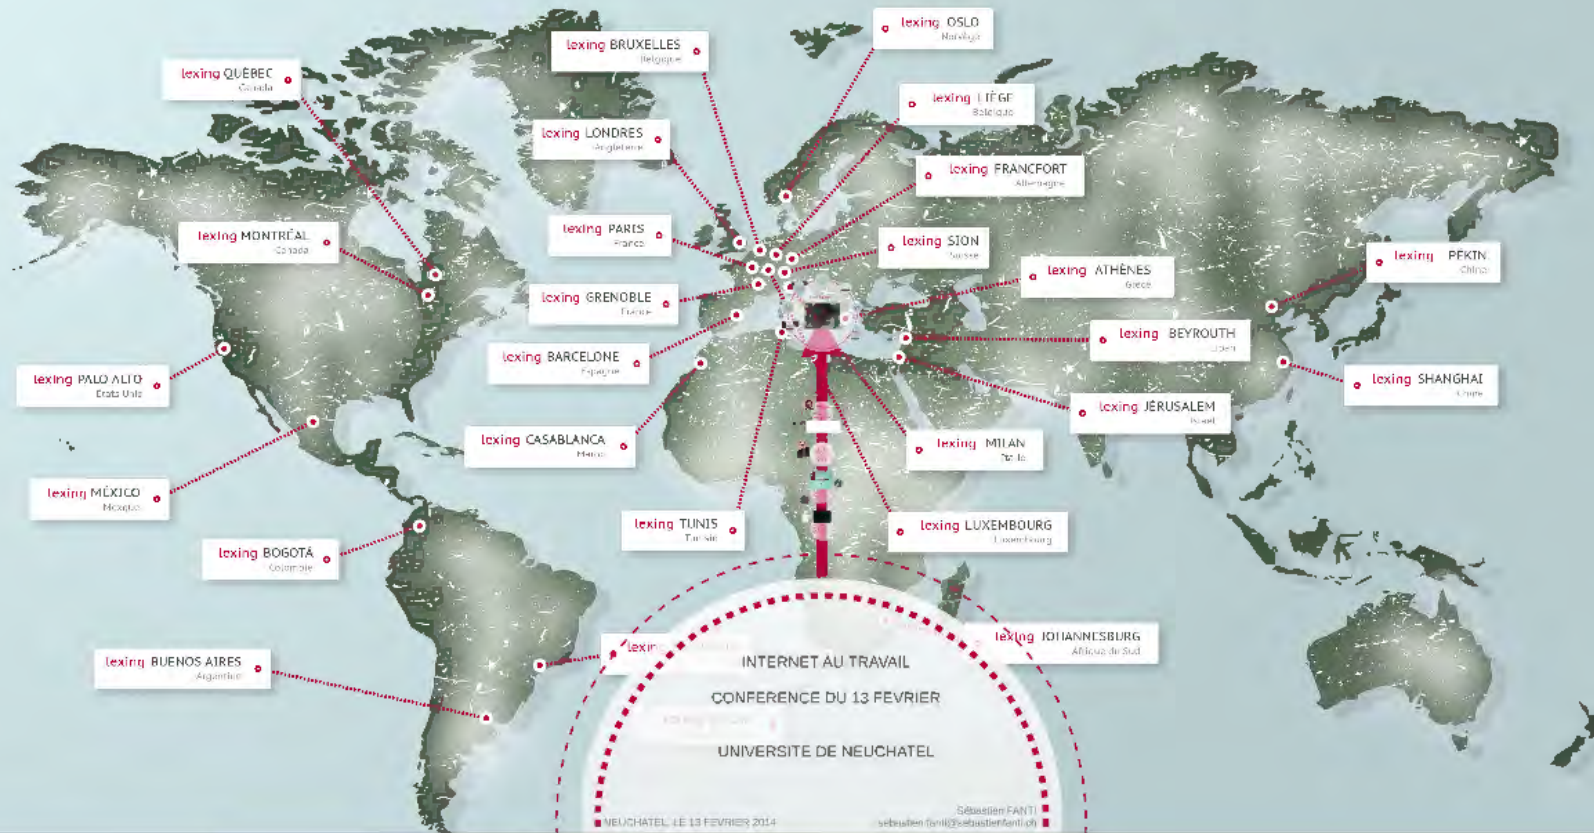 lexing OSLO
Norvège
lexing BRUXELLES
Belgique
lexing QUÉBEC
Canada
lexing LIÈGE
Belgique
lexing LONDRES
Angleterre
lexing FRANCFORT
Allemagne
lexing PARIS
France
lexing MONTRÉAL
Canada
lexing SION
Suisse
lexing PÉKIN
Chine
lexing ATHÈNES
Grèce
lexing GRENOBLE
France
lexing BEYROUTH
Liban
lexing BARCELONE
Espagne
lexing PALO ALTO
Etats Unis
lexing SHANGHAI
Chine
lexing JÉRUSALEM
Israël
lexing CASABLANCA
Maroc
lexing MILAN
Italie
lexing MÉXICO
Mexique
lexing TUNIS
Tunisie
lexing LUXEMBOURG
Luxembourg
lexing BOGOTÁ
Colombie
lexing JOHANNESBURG
Afrique du Sud
lexing
lexing BUENOS AIRES
Argentine
INTERNET AU TRAVAIL
CONFERENCE DU 13 FEVRIER
UNIVERSITE DE NEUCHATEL
Sébastien FANTI
NEUCHATEL, LE 13 FEVRIER 2014
sebastien.fanti@sebastienfanti.ch